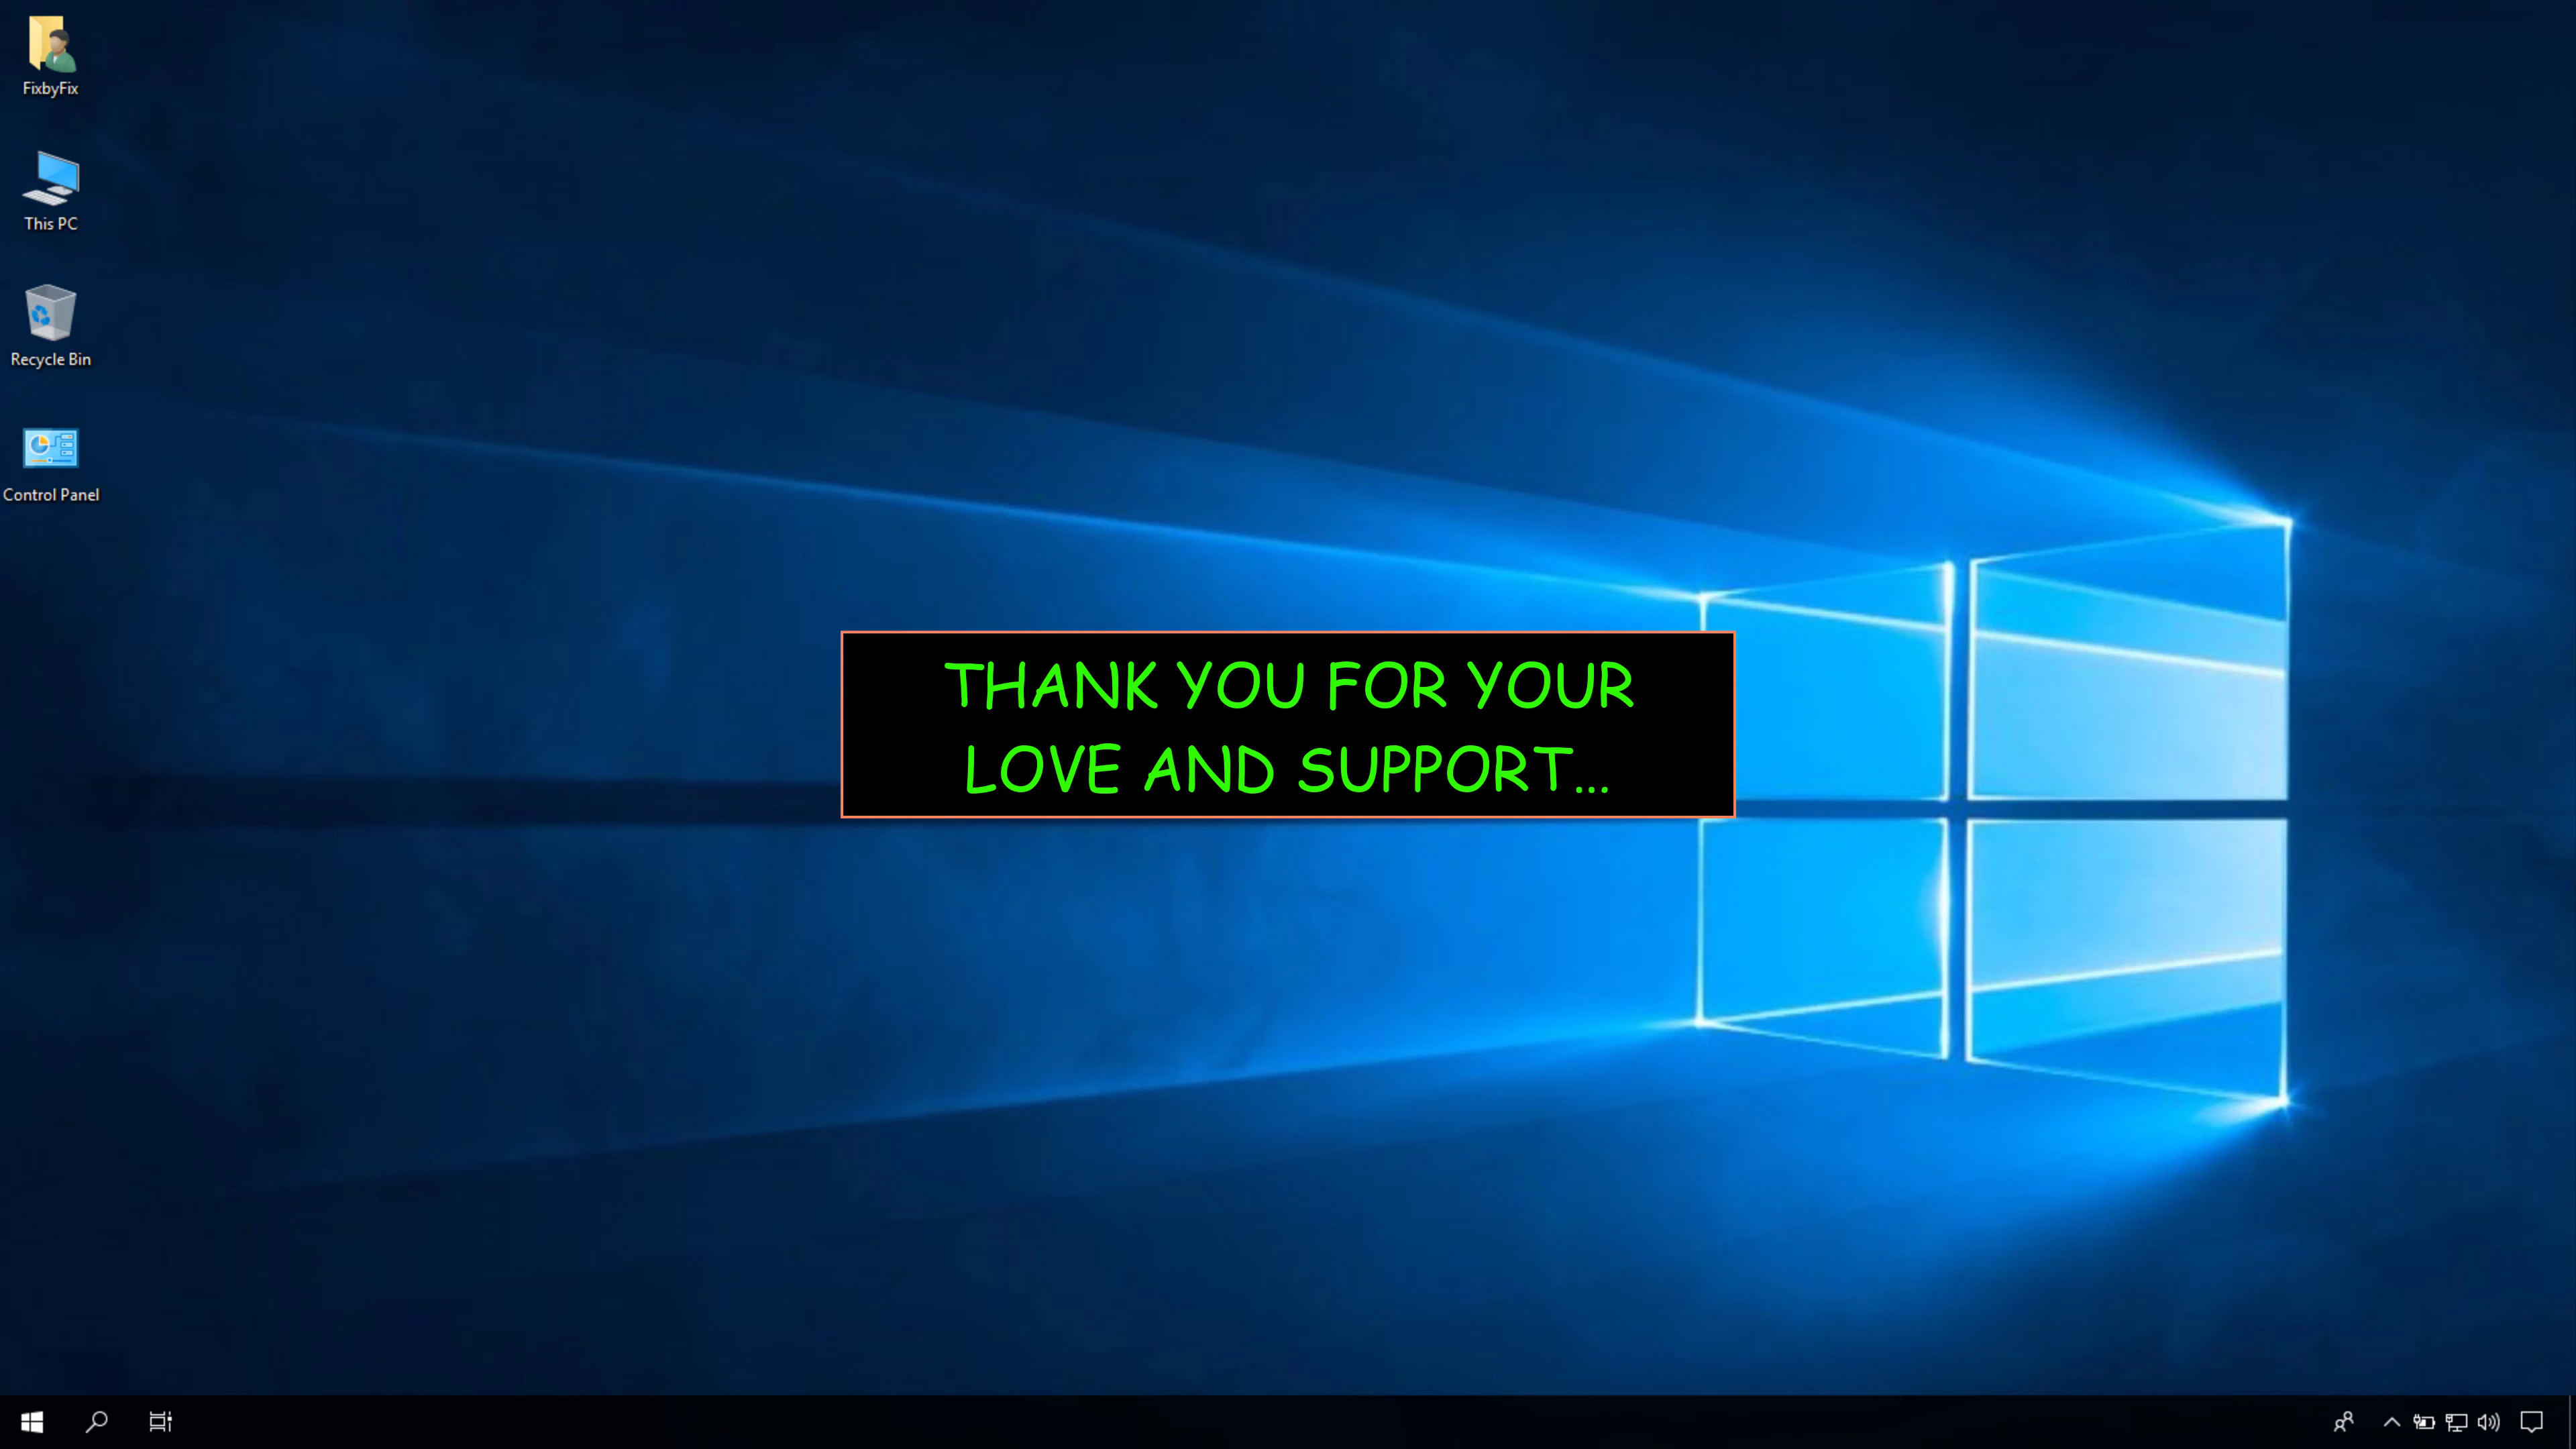 FixbyFix
This PC
Recycle Bin
Control Panel
THANK YOU FOR YOUR
LOVE AND SUPPORT...